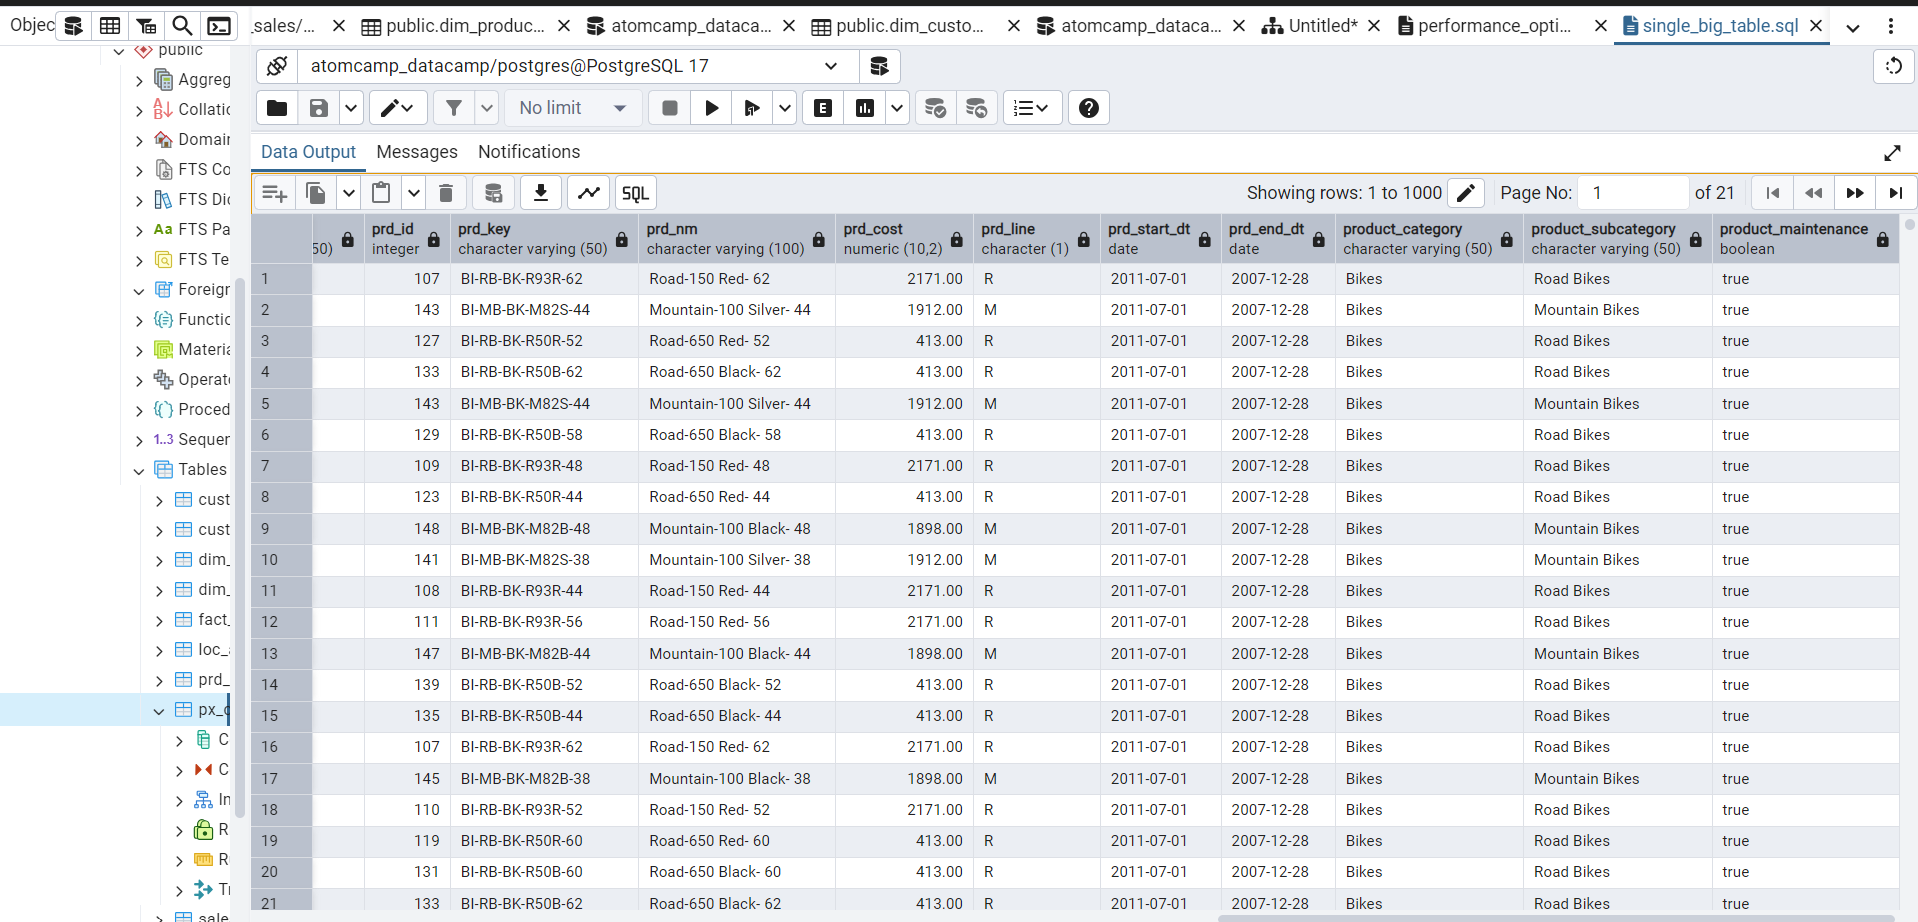 Objec
_sales/...
public.dim_produc...
atomcamp_dataca...
public.dim_custo...
atomcamp_dataca...
Untitled*
performance_opti...
single_big_table.sql
public
Aggreg
Collatic
Domair
FTS Co
FTS Dic
FTS Pa
FTS Te
Foreigr
Functic
Materia
Operat
Proced
1..3 Sequer
Tables
cust
cust
dim_
dim_
fact_
loc_
prd_
px_c
C
C
In
R
R
Tr
sale
atomcamp_datacamp/postgres@PostgreSQL 17
No limit
Data Output Messages Notifications
SQL
Showing rows: 1 to 1000 Page No: 1 of 21
prd_id prd_key prd_nm prd_cost prd_line prd_start_dt prd_end_dt product_category product_subcategory product_maintenance
50) integer character varying (50) character varying (100) numeric (10,2) character (1) date date character varying (50) character varying (50) boolean
1 107 BI-RB-BK-R93R-62 Road-150 Red- 62 2171.00 R 2011-07-01 2007-12-28 Bikes Road Bikes true
2 143 BI-MB-BK-M82S-44 Mountain-100 Silver- 44 1912.00 M 2011-07-01 2007-12-28 Bikes Mountain Bikes true
3 127 BI-RB-BK-R50R-52 Road-650 Red- 52 413.00 R 2011-07-01 2007-12-28 Bikes Road Bikes true
4 133 BI-RB-BK-R50B-62 Road-650 Black- 62 413.00 R 2011-07-01 2007-12-28 Bikes Road Bikes true
5 143 BI-MB-BK-M82S-44 Mountain-100 Silver- 44 1912.00 M 2011-07-01 2007-12-28 Bikes Mountain Bikes true
6 129 BI-RB-BK-R50B-58 Road-650 Black- 58 413.00 R 2011-07-01 2007-12-28 Bikes Road Bikes true
7 109 BI-RB-BK-R93R-48 Road-150 Red- 48 2171.00 R 2011-07-01 2007-12-28 Bikes Road Bikes true
8 123 BI-RB-BK-R50R-44 Road-650 Red- 44 413.00 R 2011-07-01 2007-12-28 Bikes Road Bikes true
9 148 BI-MB-BK-M82B-48 Mountain-100 Black- 48 1898.00 M 2011-07-01 2007-12-28 Bikes Mountain Bikes true
10 141 BI-MB-BK-M82S-38 Mountain-100 Silver- 38 1912.00 M 2011-07-01 2007-12-28 Bikes Mountain Bikes true
11 108 BI-RB-BK-R93R-44 Road-150 Red- 44 2171.00 R 2011-07-01 2007-12-28 Bikes Road Bikes true
12 111 BI-RB-BK-R93R-56 Road-150 Red- 56 2171.00 R 2011-07-01 2007-12-28 Bikes Road Bikes true
13 147 BI-MB-BK-M82B-44 Mountain-100 Black- 44 1898.00 M 2011-07-01 2007-12-28 Bikes Mountain Bikes true
14 139 BI-RB-BK-R50B-52 Road-650 Black- 52 413.00 R 2011-07-01 2007-12-28 Bikes Road Bikes true
15 135 BI-RB-BK-R50B-44 Road-650 Black- 44 413.00 R 2011-07-01 2007-12-28 Bikes Road Bikes true
16 107 BI-RB-BK-R93R-62 Road-150 Red- 62 2171.00 R 2011-07-01 2007-12-28 Bikes Road Bikes true
17 145 BI-MB-BK-M82B-38 Mountain-100 Black- 38 1898.00 M 2011-07-01 2007-12-28 Bikes Mountain Bikes true
18 110 BI-RB-BK-R93R-52 Road-150 Red- 52 2171.00 R 2011-07-01 2007-12-28 Bikes Road Bikes true
19 119 BI-RB-BK-R50R-60 Road-650 Red- 60 413.00 R 2011-07-01 2007-12-28 Bikes Road Bikes true
20 131 BI-RB-BK-R50B-60 Road-650 Black- 60 413.00 R 2011-07-01 2007-12-28 Bikes Road Bikes true
21 133 BI-RB-BK-R50B-62 Road-650 Black- 62 413.00 R 2011-07-01 2007-12-28 Bikes Road Bikes true